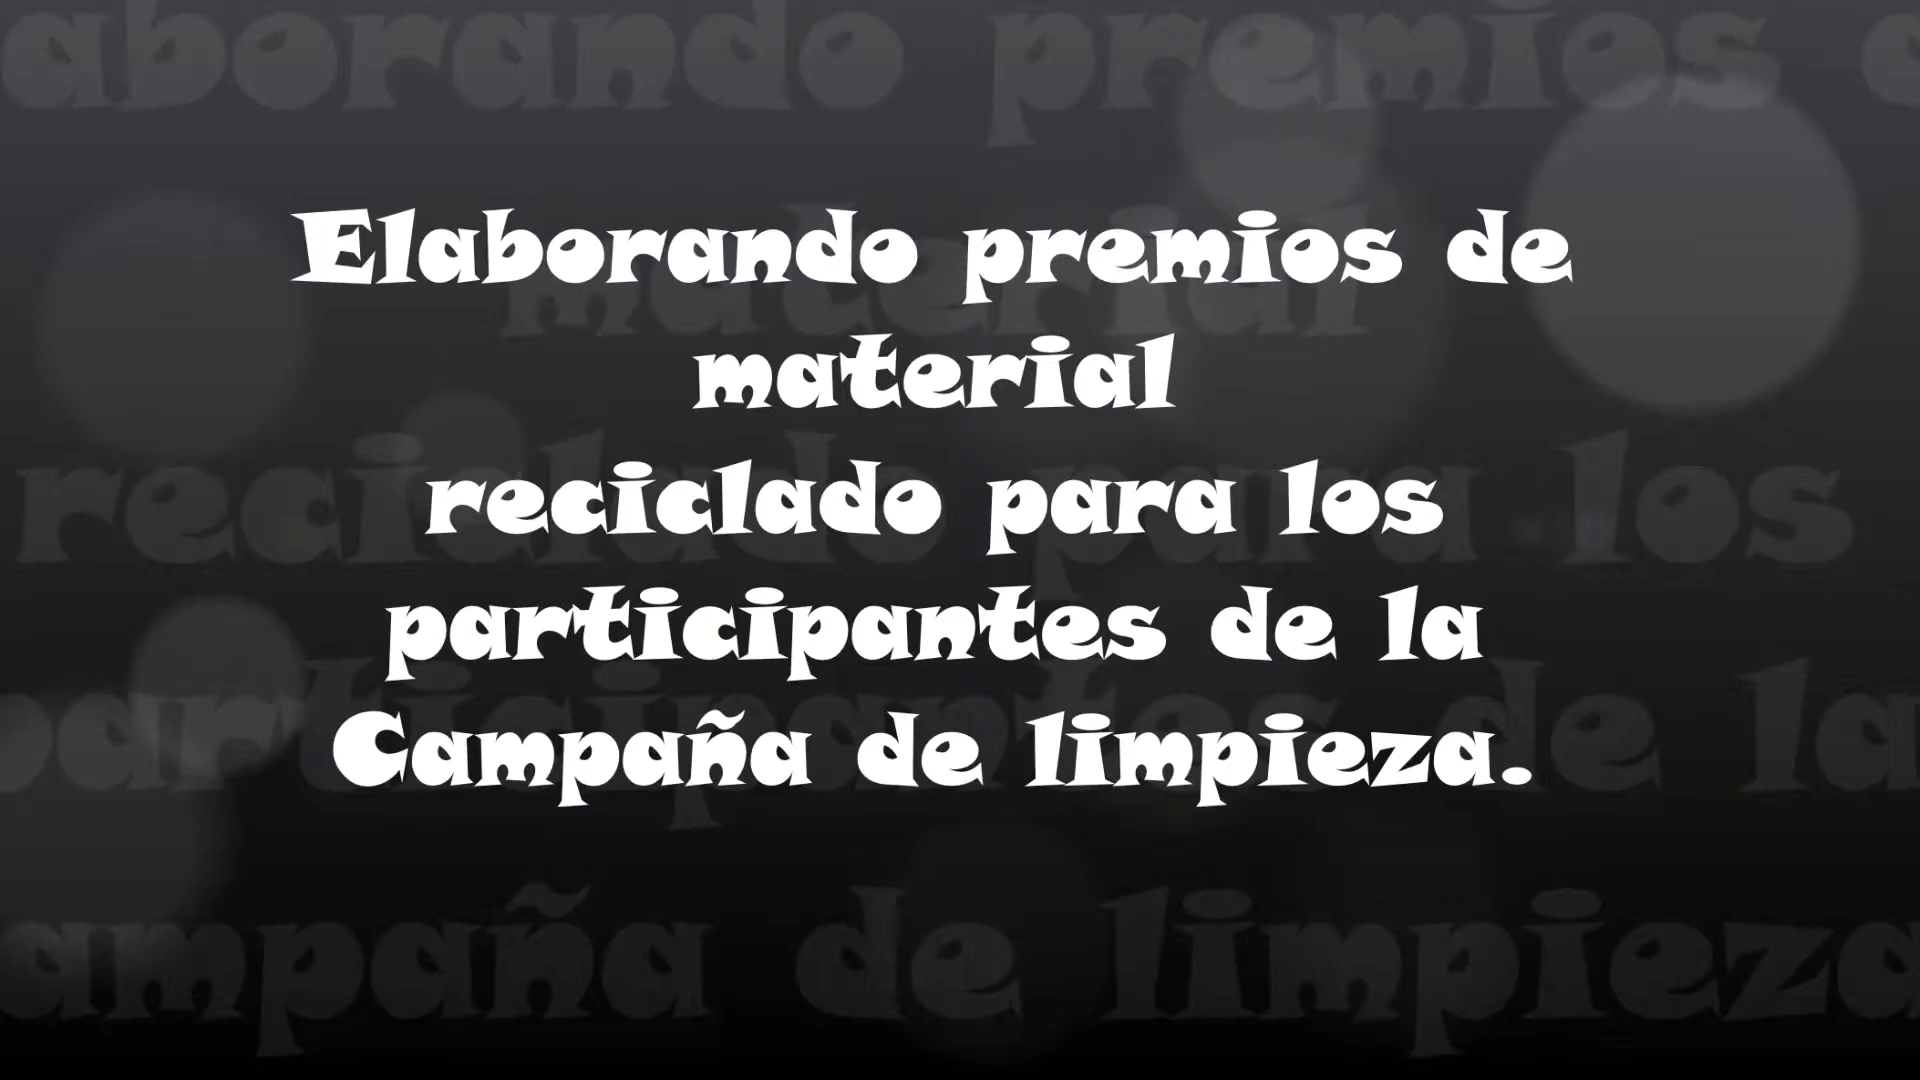 Elaborando premios de
material
reciclado para los
participantes de la
Campaña de limpieza.